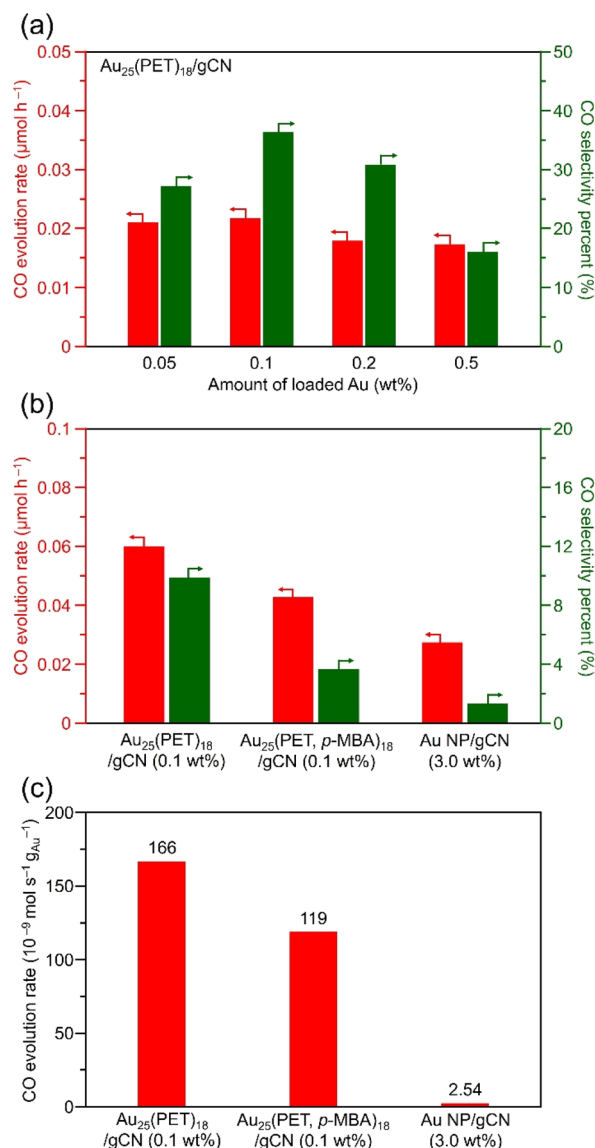 (a)
Au₂₅(PET)₁₈/gCN
CO evolution rate (μmol h⁻¹)
0.05
0.04
0.03
0.02
0.01
0
CO selectivity percent (%)
50
40
30
20
10
0
0.05 0.1 0.2 0.5
Amount of loaded Au (wt%)
(b)
CO evolution rate (μmol h⁻¹)
0.1
0.08
0.06
0.04
0.02
0
CO selectivity percent (%)
20
16
12
8
4
0
Au₂₅(PET)₁₈ Au₂₅(PET, p-MBA)₁₈ Au NP/gCN
/gCN (0.1 wt%) /gCN (0.1 wt%) (3.0 wt%)
(c)
CO evolution rate (10⁻⁹ mol s⁻¹ gAu⁻¹)
200
150
100
50
0
166
119
2.54
Au₂₅(PET)₁₈ Au₂₅(PET, p-MBA)₁₈ Au NP/gCN
/gCN (0.1 wt%) /gCN (0.1 wt%) (3.0 wt%)